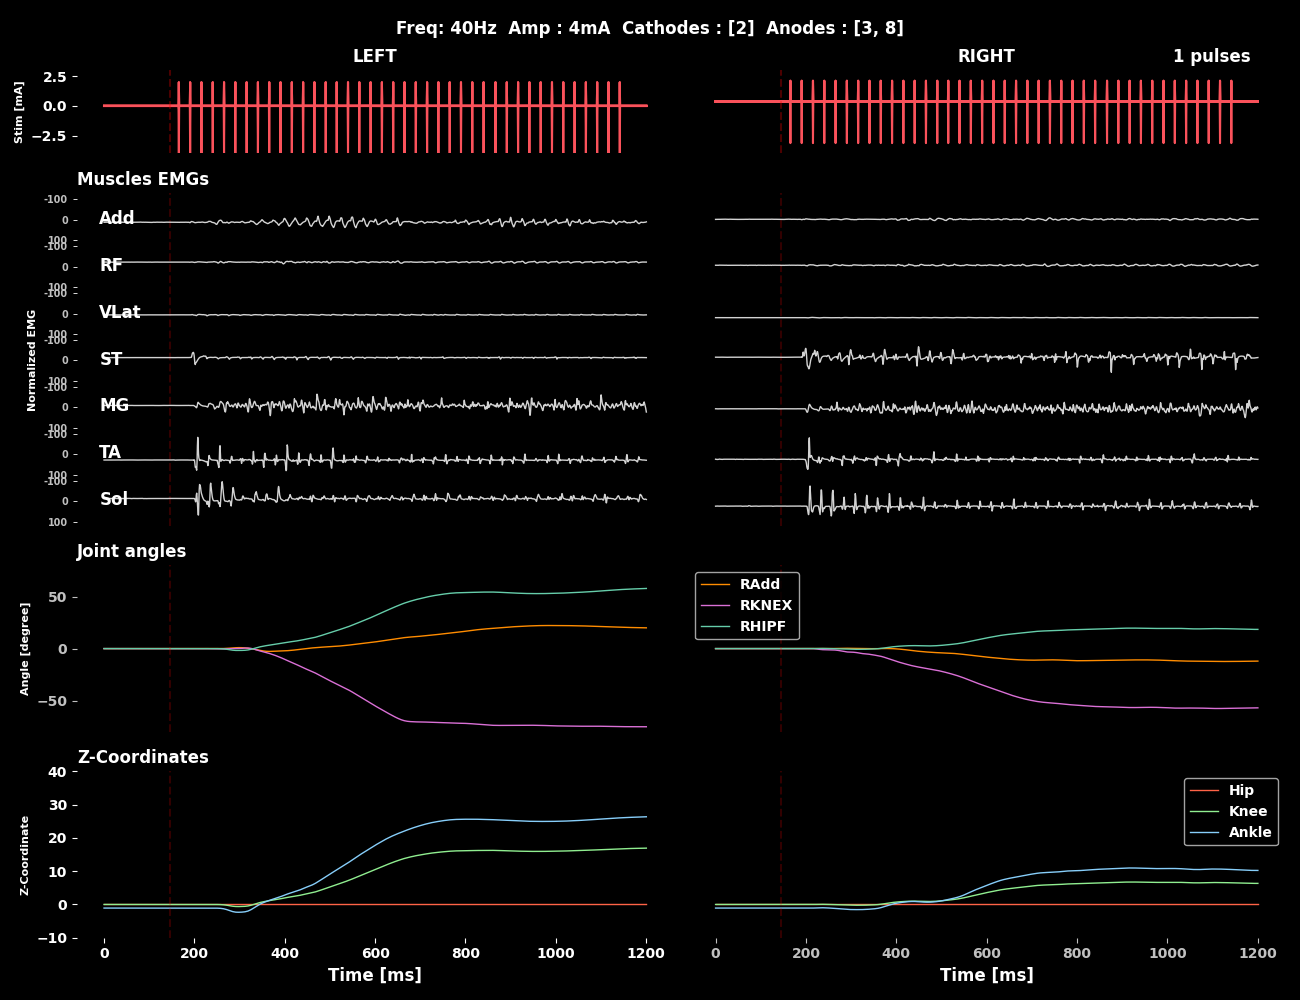 Freq: 40Hz  Amp : 4mA  Cathodes : [2]  Anodes : [3, 8]
LEFT
RIGHT
1 pulses
Stim [mA]
2.5
0.0
−2.5
Muscles EMGs
Normalized EMG
-100
0
100
Add
-100
0
100
RF
-100
0
100
VLat
-100
0
100
ST
-100
0
100
MG
-100
0
100
TA
-100
0
100
Sol
Joint angles
Angle [degree]
50
0
−50
RAdd
RKNEX
RHIPF
Z-Coordinates
Z-Coordinate
40
30
20
10
0
−10
Hip
Knee
Ankle
0 200 400 600 800 1000 1200
0 200 400 600 800 1000 1200
Time [ms]
Time [ms]